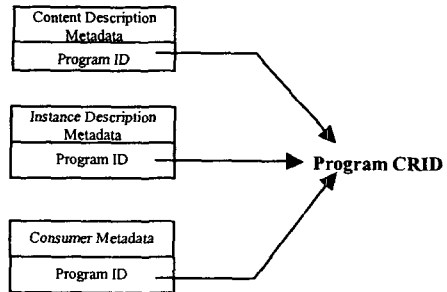 Content Description
Metadata
Program ID
Instance Description
Metadata
Program ID
Program CRID
Consumer Metadata
Program ID